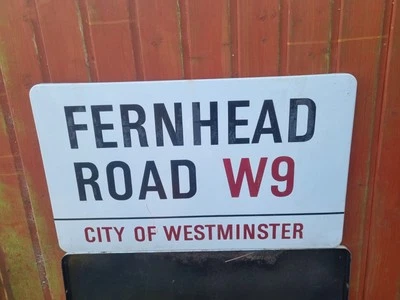 FERNHEAD
ROAD W9
CITY OF WESTMINSTER